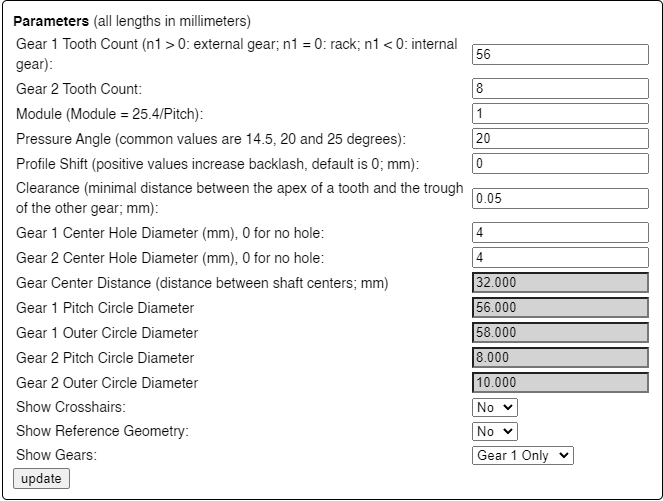 Parameters (all lengths in millimeters)
Gear 1 Tooth Count (n1 > 0: external gear; n1 = 0: rack; n1 < 0: internal
gear): 56
Gear 2 Tooth Count: 8
Module (Module = 25.4/Pitch): 1
Pressure Angle (common values are 14.5, 20 and 25 degrees): 20
Profile Shift (positive values increase backlash, default is 0; mm): 0
Clearance (minimal distance between the apex of a tooth and the trough
of the other gear; mm): 0.05
Gear 1 Center Hole Diameter (mm), 0 for no hole: 4
Gear 2 Center Hole Diameter (mm), 0 for no hole: 4
Gear Center Distance (distance between shaft centers; mm) 32.000
Gear 1 Pitch Circle Diameter 56.000
Gear 1 Outer Circle Diameter 58.000
Gear 2 Pitch Circle Diameter 8.000
Gear 2 Outer Circle Diameter 10.000
Show Crosshairs: No
Show Reference Geometry: No
Show Gears: Gear 1 Only
update